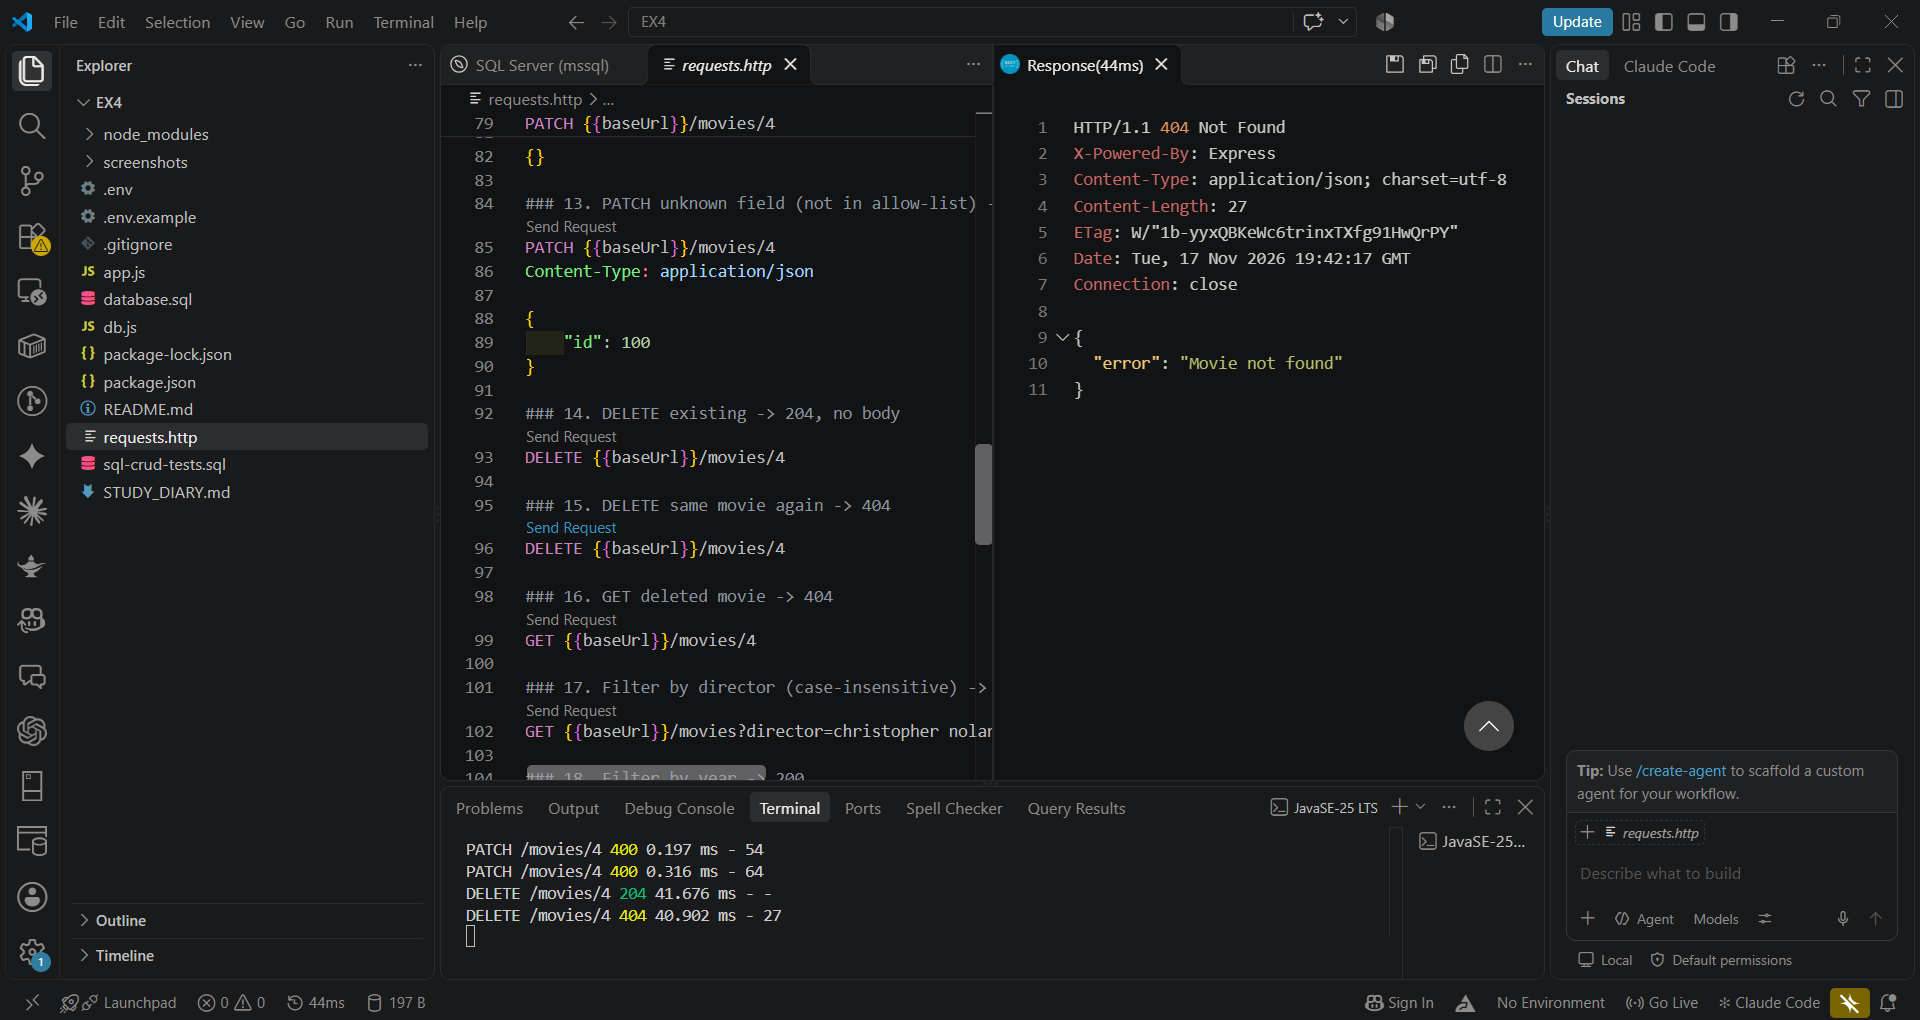 File Edit Selection View Go Run Terminal Help
EX4
Update
Explorer
EX4
node_modules
screenshots
.env
.env.example
.gitignore
JS app.js
database.sql
JS db.js
{} package-lock.json
{} package.json
README.md
requests.http
sql-crud-tests.sql
STUDY_DIARY.md
Outline
Timeline
SQL Server (mssql)
requests.http
requests.http > ...
79 PATCH {{baseUrl}}/movies/4
82 {}
83
84 ### 13. PATCH unknown field (not in allow-list) -
Send Request
85 PATCH {{baseUrl}}/movies/4
86 Content-Type: application/json
87
88 {
89 "id": 100
90 }
91
92 ### 14. DELETE existing -> 204, no body
Send Request
93 DELETE {{baseUrl}}/movies/4
94
95 ### 15. DELETE same movie again -> 404
Send Request
96 DELETE {{baseUrl}}/movies/4
97
98 ### 16. GET deleted movie -> 404
Send Request
99 GET {{baseUrl}}/movies/4
100
101 ### 17. Filter by director (case-insensitive) ->
Send Request
102 GET {{baseUrl}}/movies?director=christopher nolan
103
104 ### 18. Filter by year -> 200
Response(44ms)
1 HTTP/1.1 404 Not Found
2 X-Powered-By: Express
3 Content-Type: application/json; charset=utf-8
4 Content-Length: 27
5 ETag: W/"1b-yyxQBKeWc6trinxTXfg91HwQrPY"
6 Date: Tue, 17 Nov 2026 19:42:17 GMT
7 Connection: close
8
9 {
10 "error": "Movie not found"
11 }
Problems Output Debug Console Terminal Ports Spell Checker Query Results
JavaSE-25 LTS
JavaSE-25...
PATCH /movies/4 400 0.197 ms - 54
PATCH /movies/4 400 0.316 ms - 64
DELETE /movies/4 204 41.676 ms - -
DELETE /movies/4 404 40.902 ms - 27
Chat Claude Code
Sessions
Tip: Use /create-agent to scaffold a custom
agent for your workflow.
requests.http
Describe what to build
Agent Models
Local Default permissions
1
Launchpad 0 0 44ms 197 B
Sign In No Environment Go Live Claude Code